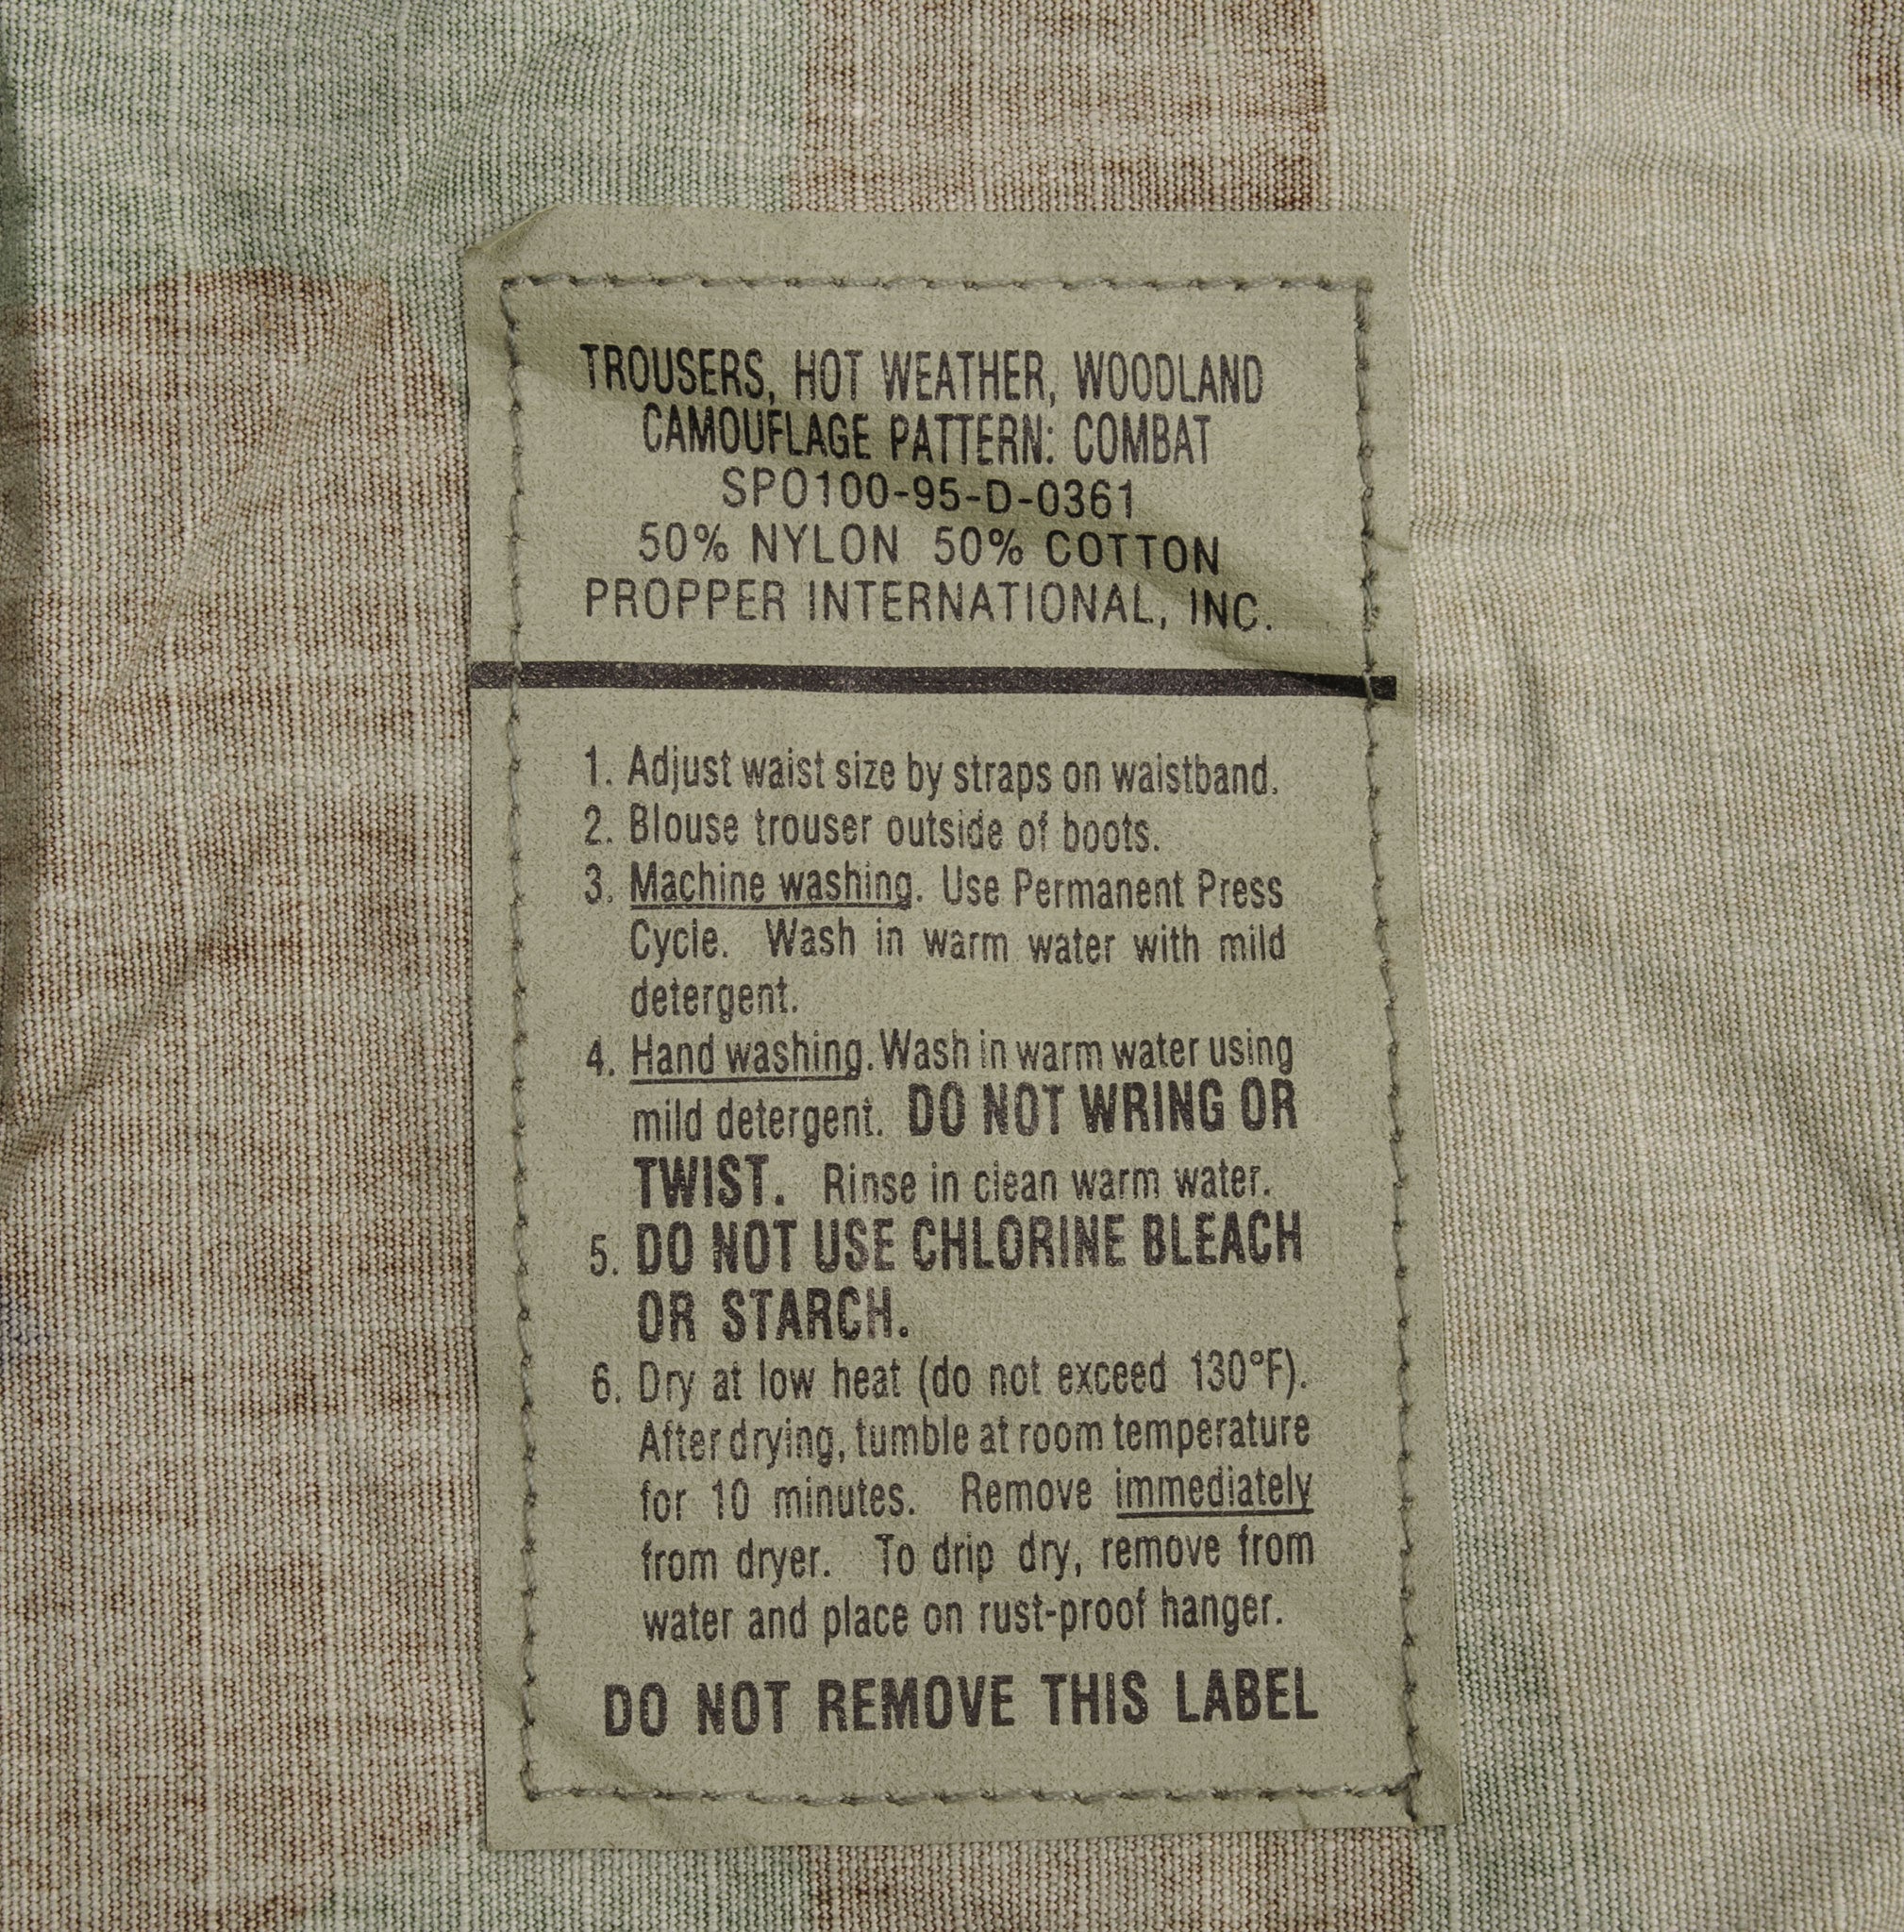 TROUSERS, HOT WEATHER, WOODLAND
CAMOUFLAGE PATTERN: COMBAT
SPO100-95-D-0361
50% NYLON 50% COTTON
PROPPER INTERNATIONAL, INC.
1. Adjust waist size by straps on waistband.
2. Blouse trouser outside of boots.
3. Machine washing. Use Permanent Press
Cycle. Wash in warm water with mild
detergent.
4. Hand washing. Wash in warm water using
mild detergent. DO NOT WRING OR
TWIST. Rinse in clean warm water.
5. DO NOT USE CHLORINE BLEACH
OR STARCH.
6. Dry at low heat (do not exceed 130°F).
After drying, tumble at room temperature
for 10 minutes. Remove immediately
from dryer. To drip dry, remove from
water and place on rust-proof hanger.
DO NOT REMOVE THIS LABEL